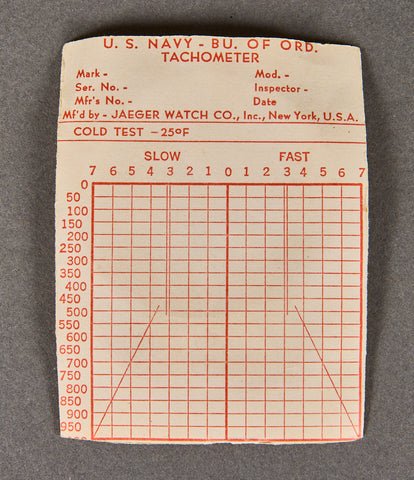 U. S. NAVY - BU. OF ORD.
TACHOMETER
Mark - Mod. -
Ser. No. - Inspector -
Mfr's No. - Date
Mf'd by - JAEGER WATCH CO., Inc., New York, U.S.A.
COLD TEST - 25ºF
SLOW FAST
7 6 5 4 3 2 1 0 1 2 3 4 5 6 7
0
50
100
150
200
250
300
350
400
450
500
550
600
650
700
750
800
850
900
950